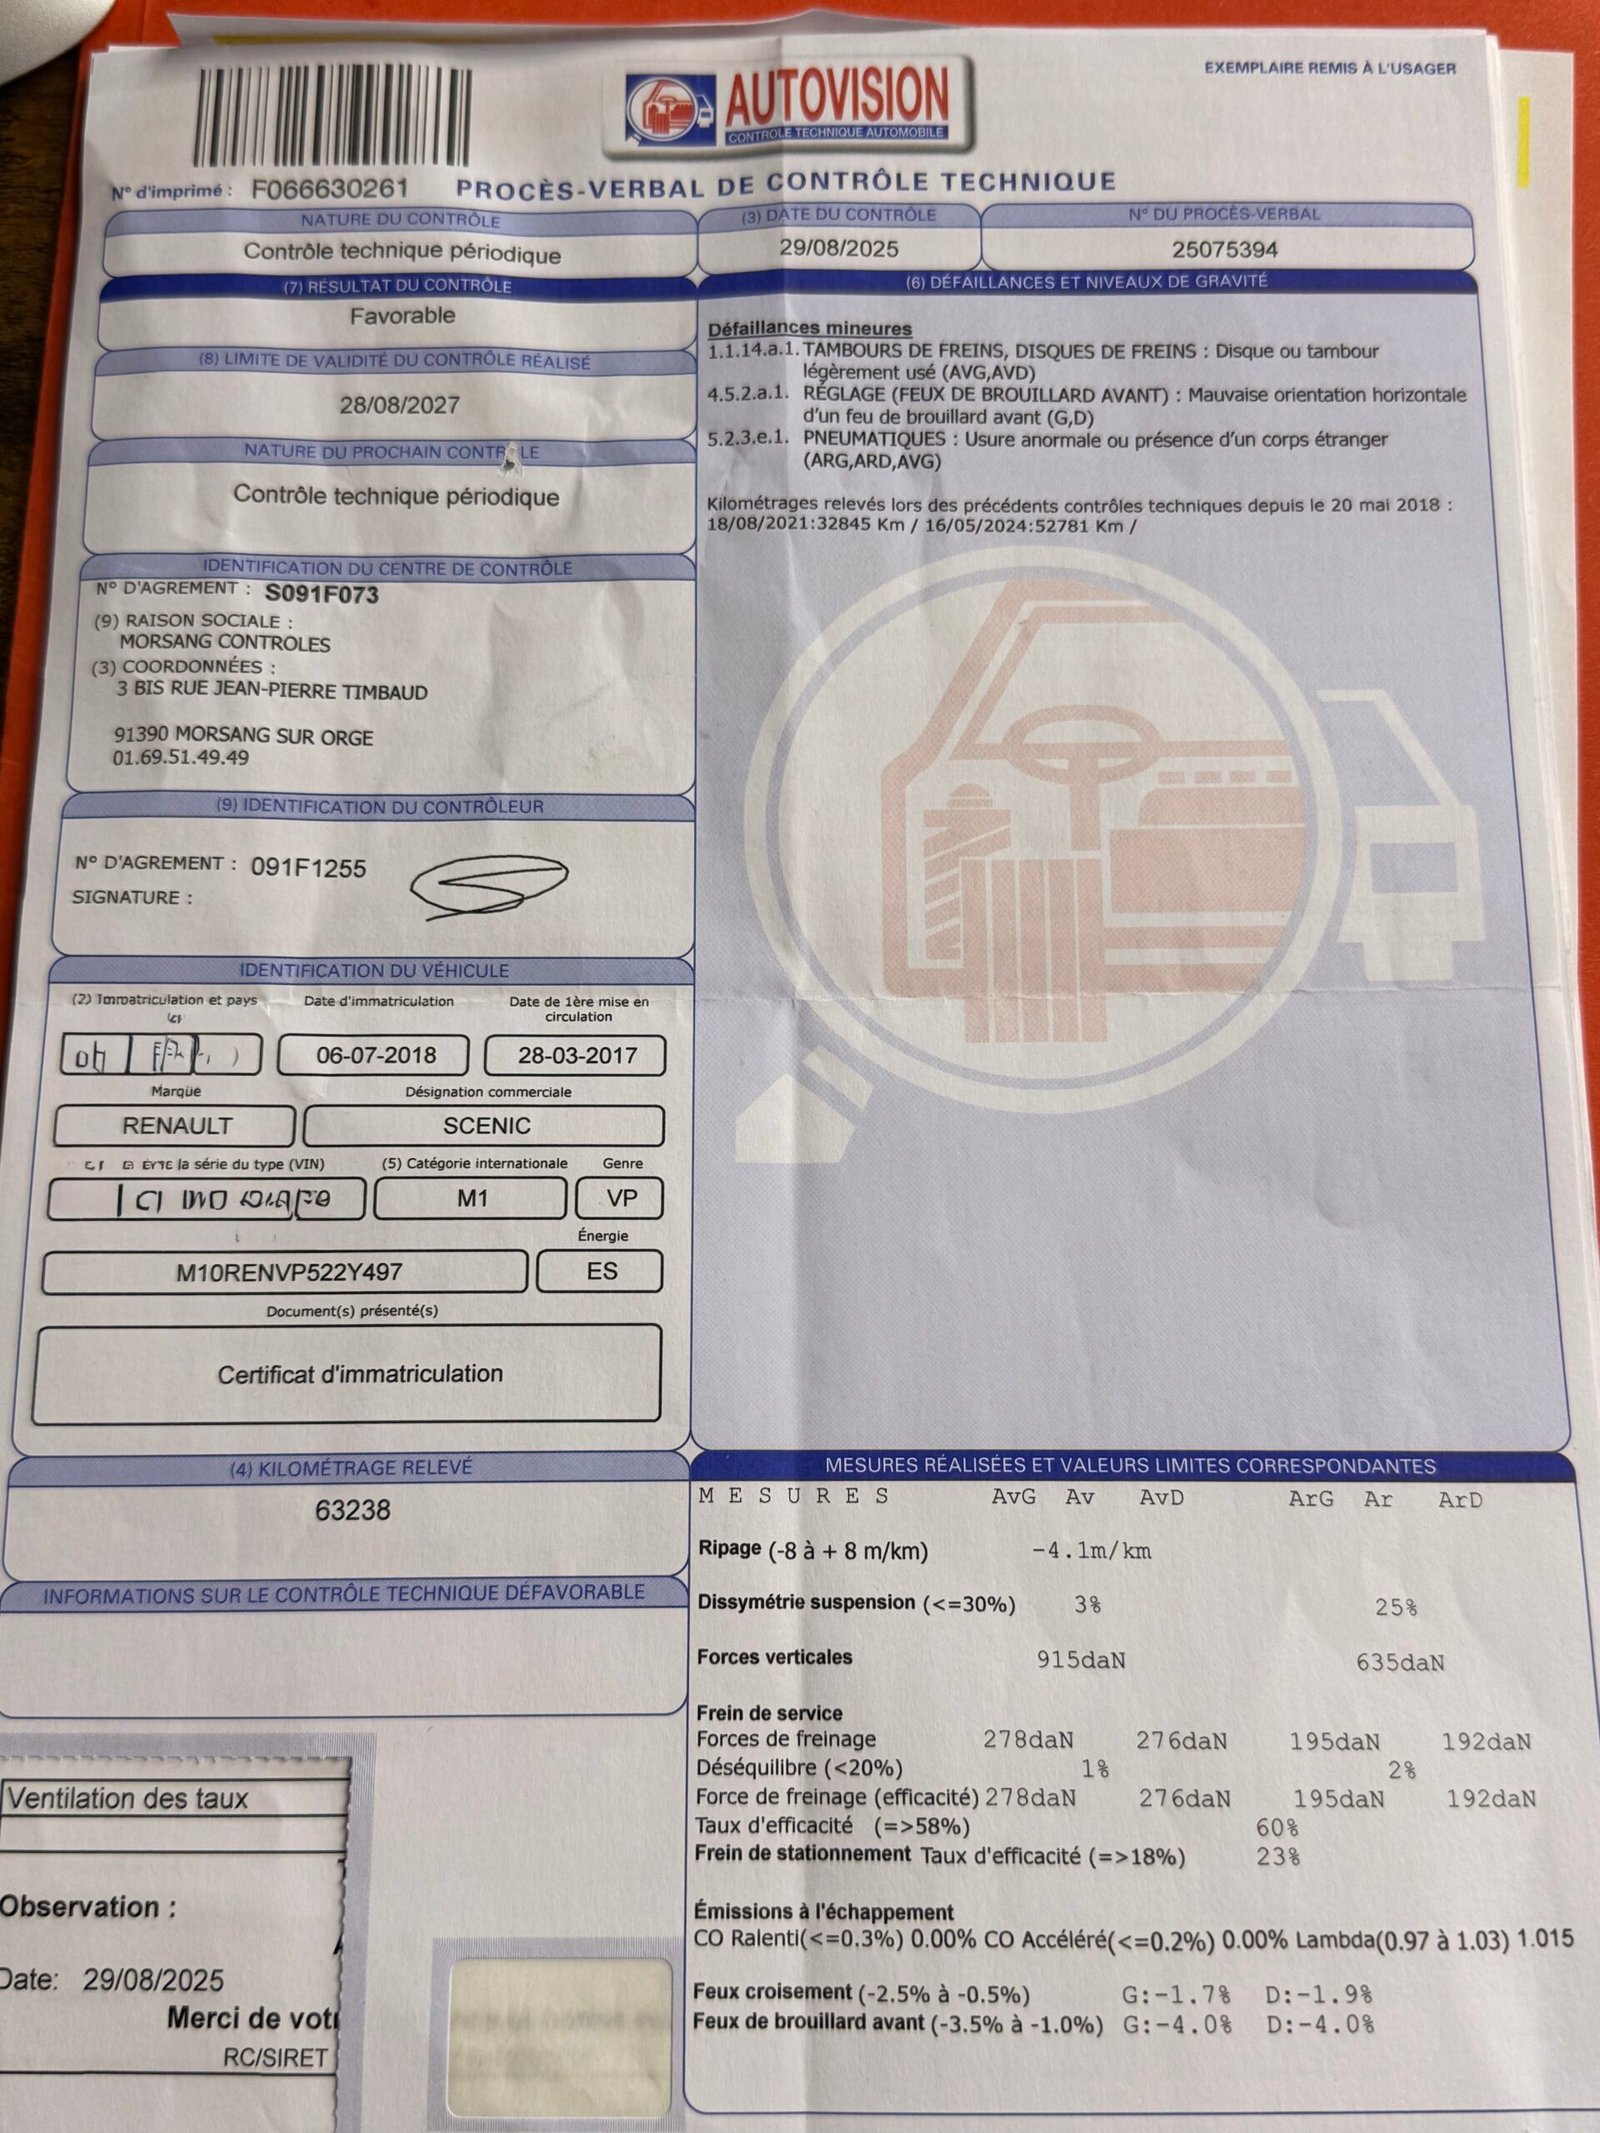 EXEMPLAIRE REMIS À L'USAGER
AUTOVISION
CONTROLE TECHNIQUE AUTOMOBILE
N° d'imprimé : F066630261
PROCÈS-VERBAL DE CONTRÔLE TECHNIQUE
NATURE DU CONTRÔLE
Contrôle technique périodique
(3) DATE DU CONTRÔLE
29/08/2025
N° DU PROCÈS-VERBAL
25075394
(7) RÉSULTAT DU CONTRÔLE
Favorable
(8) LIMITE DE VALIDITÉ DU CONTRÔLE RÉALISÉ
28/08/2027
NATURE DU PROCHAIN CONTR LE
Contrôle technique périodique
IDENTIFICATION DU CENTRE DE CONTRÔLE
N° D'AGREMENT : S091F073
(9) RAISON SOCIALE :
MORSANG CONTROLES
(3) COORDONNÉES :
3 BIS RUE JEAN-PIERRE TIMBAUD
91390 MORSANG SUR ORGE
01.69.51.49.49
(9) IDENTIFICATION DU CONTRÔLEUR
N° D'AGREMENT : 091F1255
SIGNATURE :
IDENTIFICATION DU VÉHICULE
(2) Immatriculation et pays
Date d'immatriculation
Date de 1ère mise en
circulation
06-07-2018
28-03-2017
Marque
Désignation commerciale
RENAULT
SCENIC
la série du type (VIN)
(5) Catégorie internationale
Genre
M1
VP
Énergie
M10RENVP522Y497
ES
Document(s) présenté(s)
Certificat d'immatriculation
(4) KILOMÉTRAGE RELEVÉ
63238
INFORMATIONS SUR LE CONTRÔLE TECHNIQUE DÉFAVORABLE
Ventilation des taux
Observation :
Date: 29/08/2025
Merci de vot
RC/SIRET
(6) DÉFAILLANCES ET NIVEAUX DE GRAVITÉ
Défaillances mineures
1.1.14.a.1. TAMBOURS DE FREINS, DISQUES DE FREINS : Disque ou tambour
légèrement usé (AVG,AVD)
4.5.2.a.1. RÉGLAGE (FEUX DE BROUILLARD AVANT) : Mauvaise orientation horizontale
d'un feu de brouillard avant (G,D)
5.2.3.e.1. PNEUMATIQUES : Usure anormale ou présence d'un corps étranger
(ARG,ARD,AVG)
Kilométrages relevés lors des précédents contrôles techniques depuis le 20 mai 2018 :
18/08/2021:32845 Km / 16/05/2024:52781 Km /
MESURES RÉALISÉES ET VALEURS LIMITES CORRESPONDANTES
M E S U R E S AvG Av AvD ArG Ar ArD
Ripage (-8 à + 8 m/km) -4.1m/km
Dissymétrie suspension (<=30%) 3% 25%
Forces verticales 915daN 635daN
Frein de service
Forces de freinage 278daN 276daN 195daN 192daN
Déséquilibre (<20%) 1% 2%
Force de freinage (efficacité) 278daN 276daN 195daN 192daN
Taux d'efficacité (=>58%) 60%
Frein de stationnement Taux d'efficacité (=>18%) 23%
Émissions à l'échappement
CO Ralenti(<=0.3%) 0.00% CO Accéléré(<=0.2%) 0.00% Lambda(0.97 à 1.03) 1.015
Feux croisement (-2.5% à -0.5%) G:-1.7% D:-1.9%
Feux de brouillard avant (-3.5% à -1.0%) G:-4.0% D:-4.0%